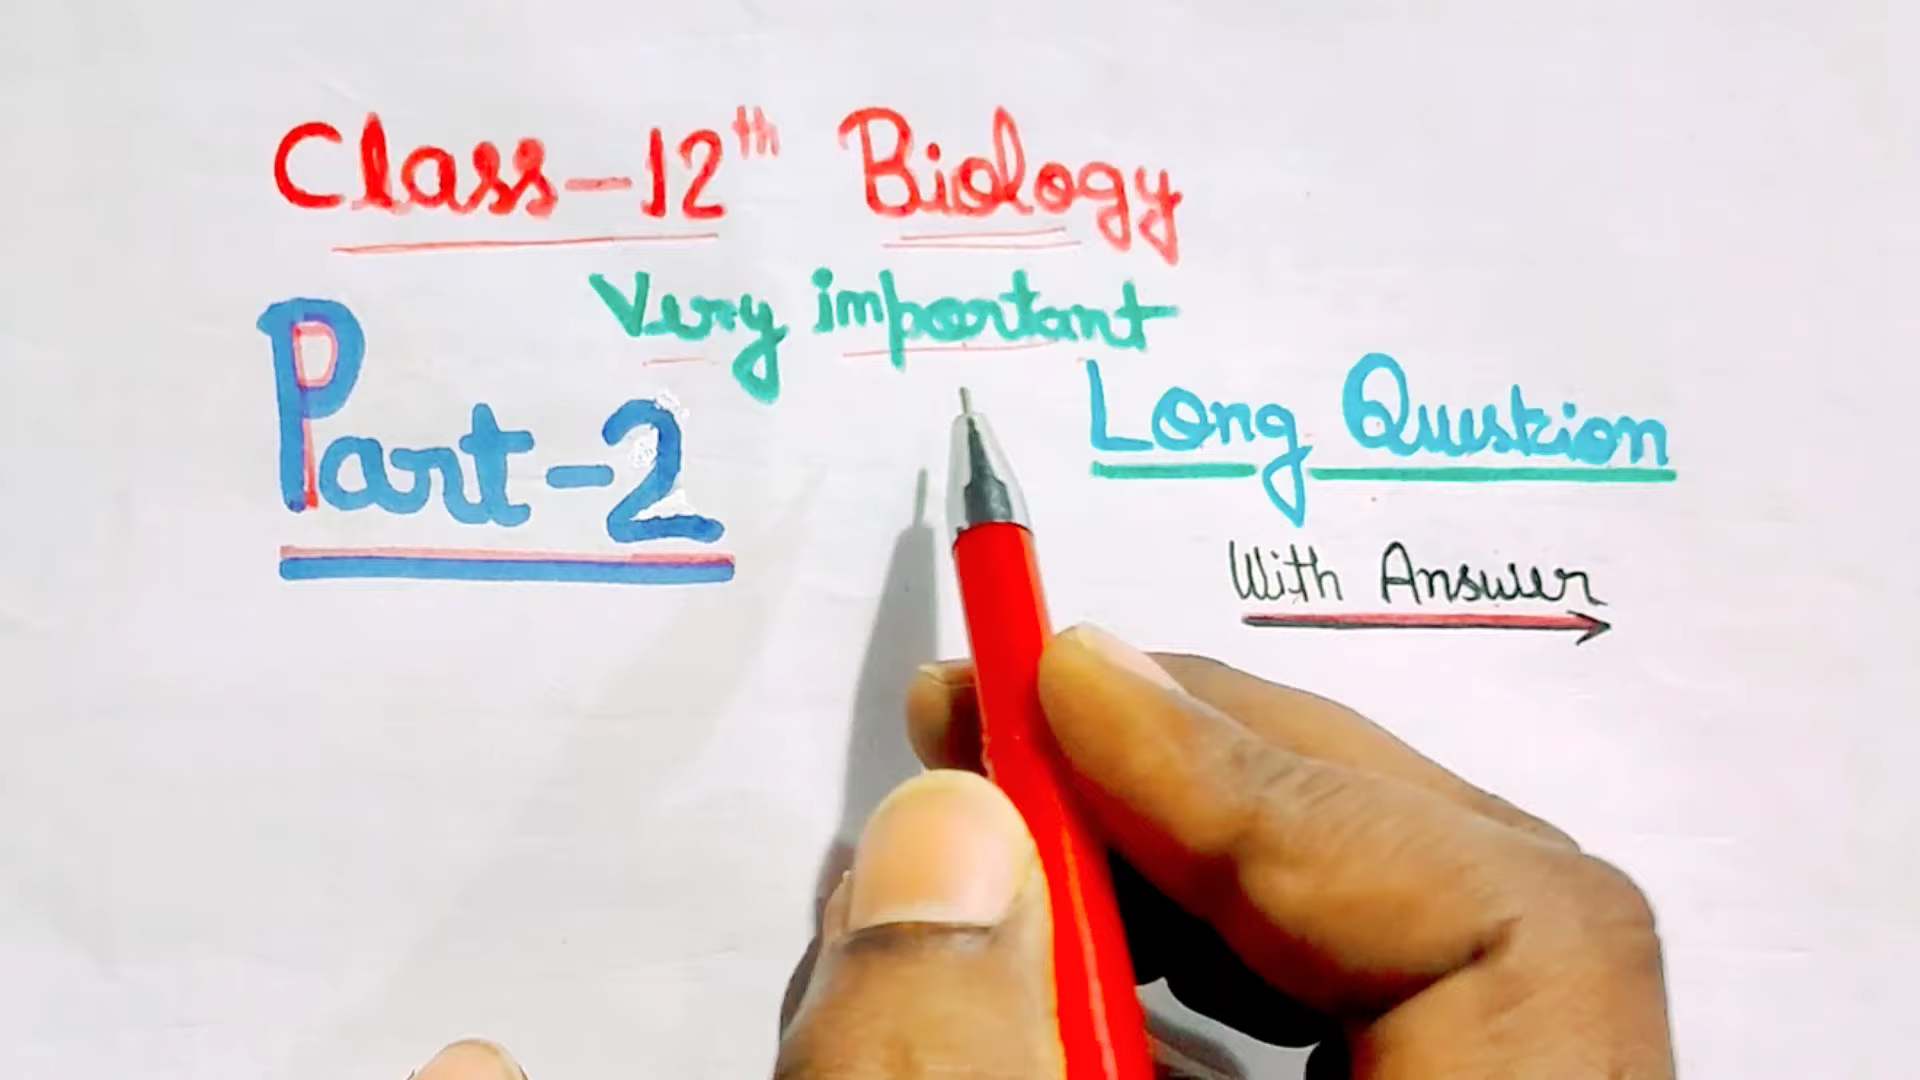 Class-12th Biology
Very important
Part-2
Long Question
With Answer